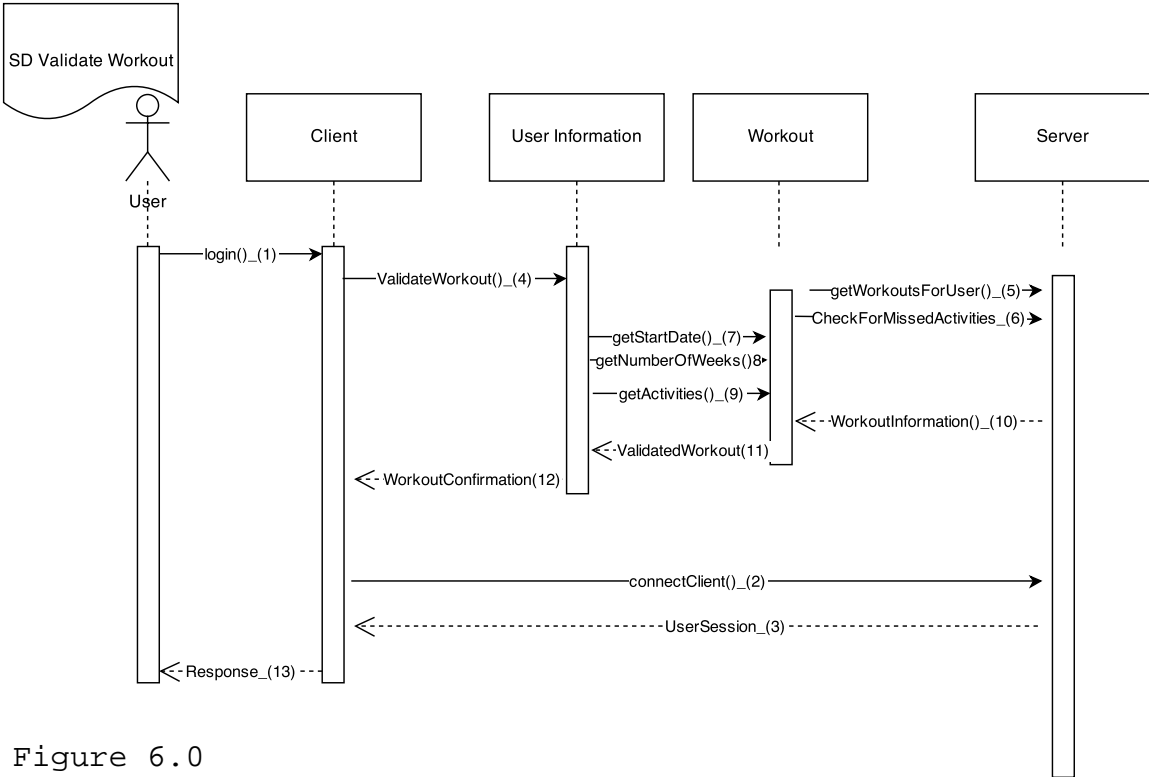 SD Validate Workout
User
Client
User Information
Workout
Server
login()_(1)
ValidateWorkout()_(4)
getWorkoutsForUser()_(5)
CheckForMissedActivities_(6)
getStartDate()_(7)
getNumberOfWeeks()8
getActivities()_(9)
WorkoutInformation()_(10)
ValidatedWorkout(11)
WorkoutConfirmation(12)
connectClient()_(2)
UserSession_(3)
Response_(13)
Figure 6.0